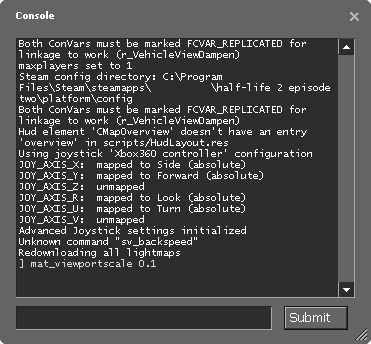 Console
Both ConVars must be marked FCVAR_REPLICATED for
linkage to work (r_VehicleViewDampen)
maxplayers set to 1
Steam config directory: C:\Program
Files\Steam\steamapps\ \half-life 2 episode
two\platform\config
Both ConVars must be marked FCVAR_REPLICATED for
linkage to work (r_VehicleViewDampen)
Hud element 'CMapOverview' doesn't have an entry
'overview' in scripts/HudLayout.res
Using joystick 'Xbox360 controller' configuration
JOY_AXIS_X: mapped to Side (absolute)
JOY_AXIS_Y: mapped to Forward (absolute)
JOY_AXIS_Z: unmapped
JOY_AXIS_R: mapped to Look (absolute)
JOY_AXIS_U: mapped to Turn (absolute)
JOY_AXIS_V: unmapped
Advanced Joystick settings initialized
Unknown command "sv_backspeed"
Redownloading all lightmaps
] mat_viewportscale 0.1
Submit